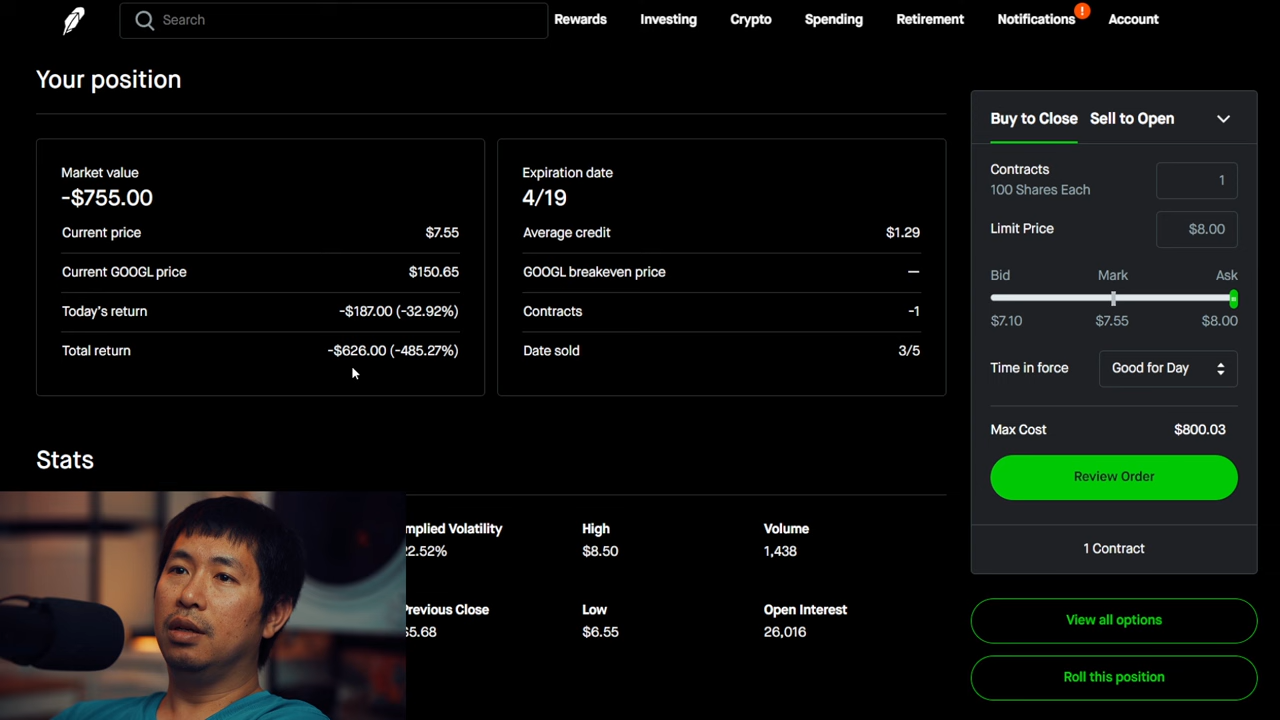 Search
Rewards
Investing
Crypto
Spending
Retirement
Notifications
!
Account
Your position
Market value
-$755.00
Current price $7.55
Current GOOGL price $150.65
Today's return -$187.00 (-32.92%)
Total return -$626.00 (-485.27%)
Expiration date
4/19
Average credit $1.29
GOOGL breakeven price —
Contracts -1
Date sold 3/5
Stats
mplied Volatility
2.52%
High
$8.50
Volume
1,438
Previous Close
$5.68
Low
$6.55
Open Interest
26,016
Buy to Close Sell to Open
Contracts 1
100 Shares Each
Limit Price $8.00
Bid Mark Ask
$7.10 $7.55 $8.00
Time in force Good for Day
Max Cost $800.03
Review Order
1 Contract
View all options
Roll this position